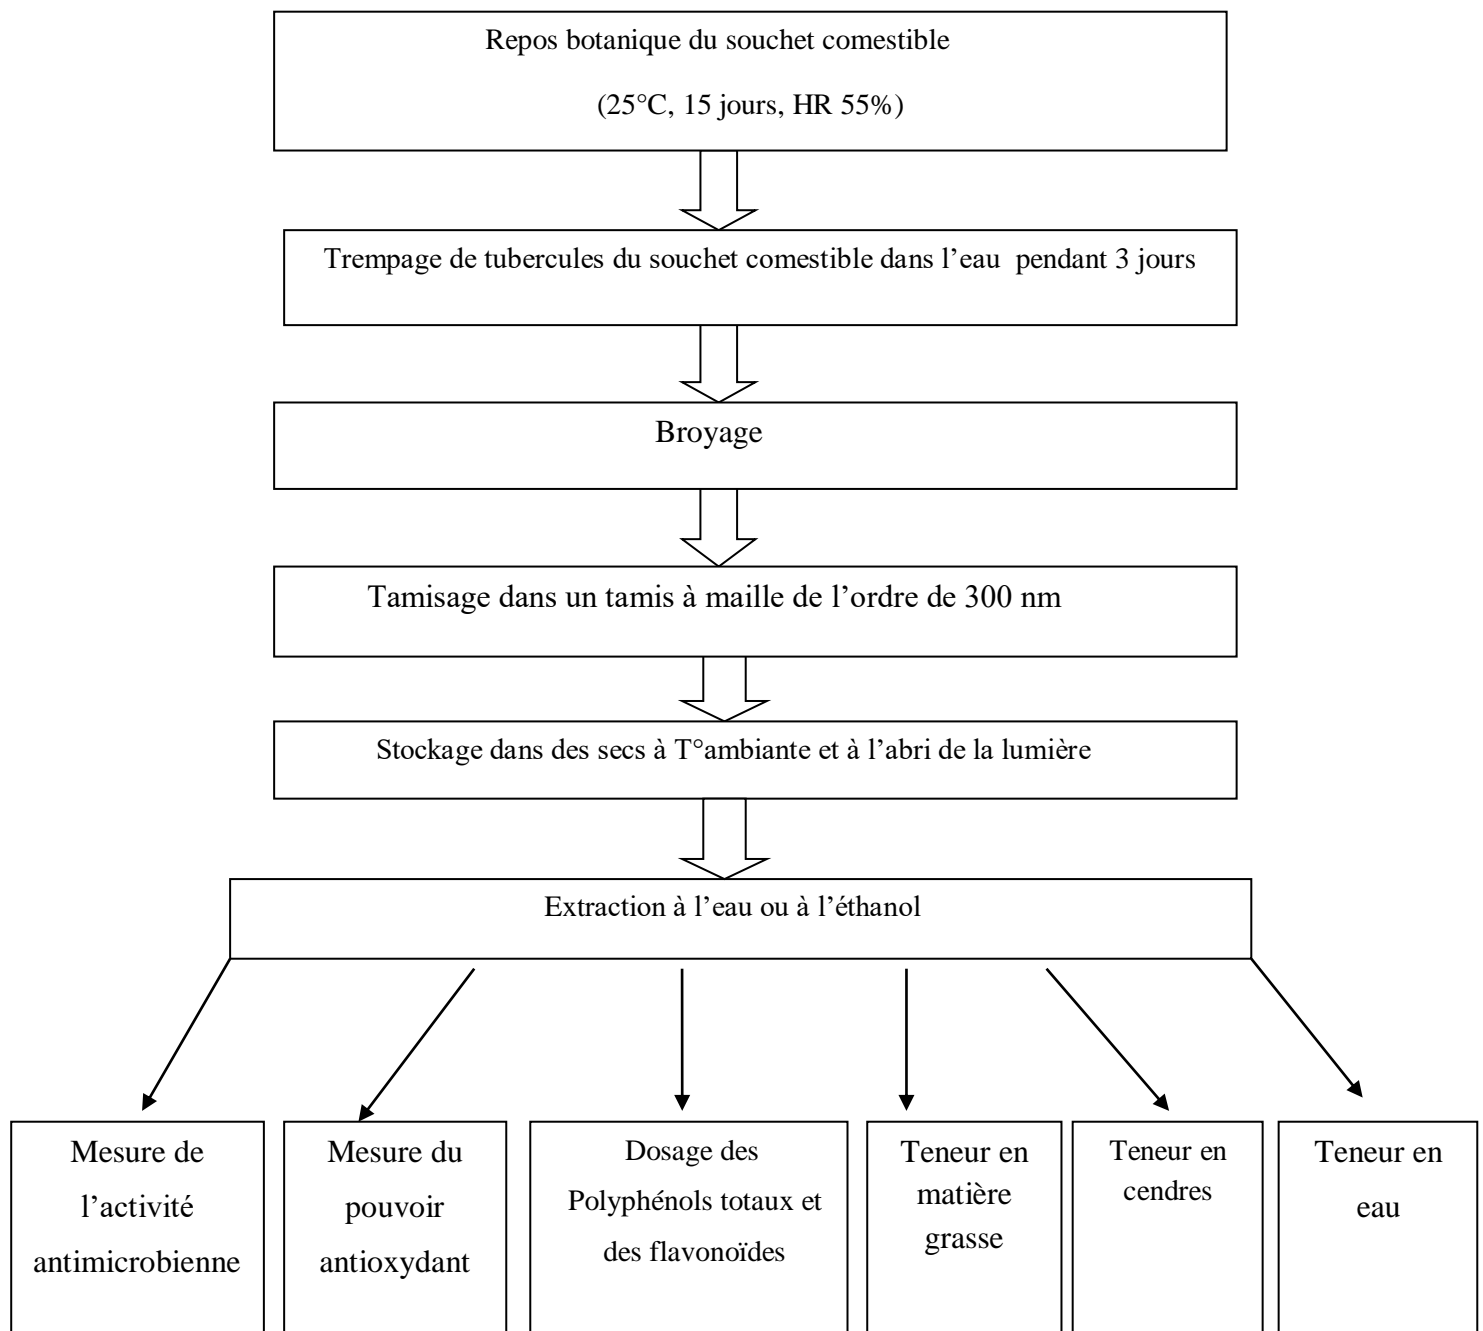 Repos botanique du souchet comestible
(25°C, 15 jours, HR 55%)
Trempage de tubercules du souchet comestible dans l’eau  pendant 3 jours
Broyage
Tamisage dans un tamis à maille de l’ordre de 300 nm
Stockage dans des secs à T°ambiante et à l’abri de la lumière
Extraction à l’eau ou à l’éthanol
Mesure de
l’activité
antimicrobienne
Mesure du
pouvoir
antioxydant
Dosage des
Polyphénols totaux et
des flavonoïdes
Teneur en
matière
grasse
Teneur en
cendres
Teneur en
eau